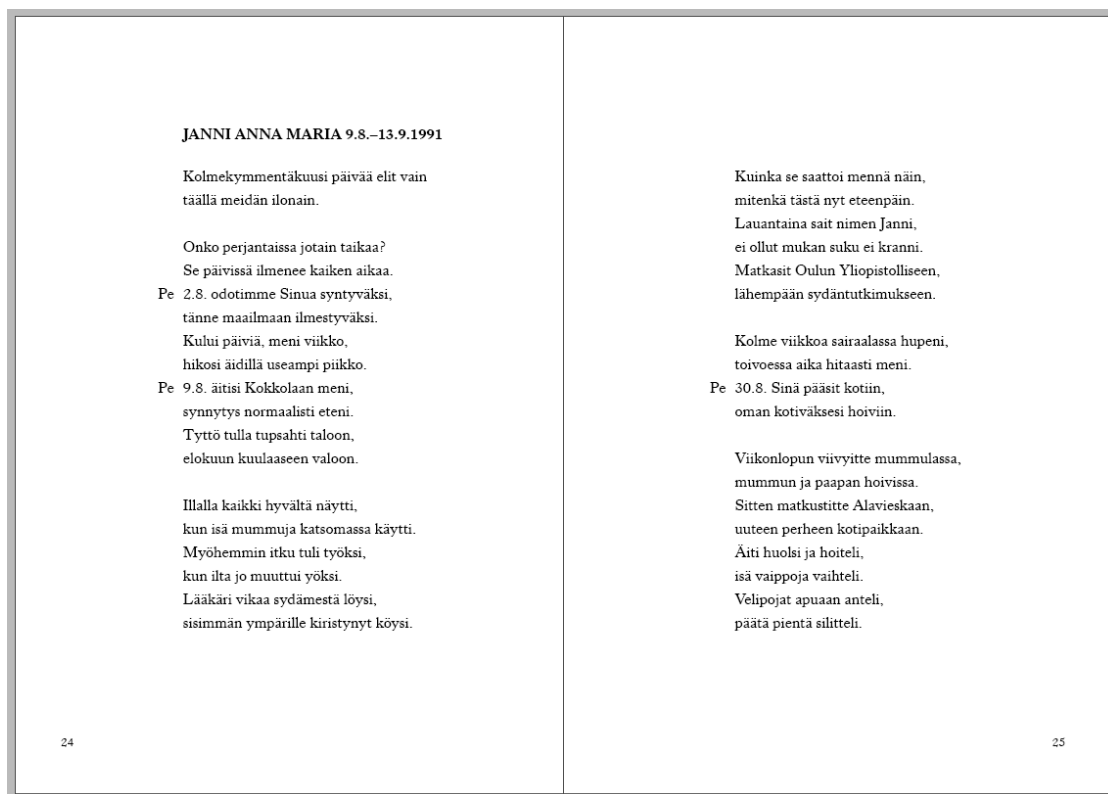 JANNI ANNA MARIA 9.8.–13.9.1991
Kolmekymmentäkuusi päivää elit vain
täällä meidän ilonain.
Onko perjantaissa jotain taikaa?
Se päivissä ilmenee kaiken aikaa.
Pe 2.8. odotimme Sinua syntyväksi,
tänne maailmaan ilmestyväksi.
Kului päiviä, meni viikko,
hikosi äidillä useampi piikko.
Pe 9.8. äitisi Kokkolaan meni,
synnytys normaalisti eteni.
Tyttö tulla tupsahti taloon,
elokuun kuulaaseen valoon.
Illalla kaikki hyvältä näytti,
kun isä mummuja katsomassa käytti.
Myöhemmin itku tuli työksi,
kun ilta jo muuttui yöksi.
Lääkäri vikaa sydämestä löysi,
sisimmän ympärille kiristynyt köysi.
24
Kuinka se saattoi mennä näin,
mitenkä tästä nyt eteenpäin.
Lauantaina sait nimen Janni,
ei ollut mukan suku ei kranni.
Matkasit Oulun Yliopistolliseen,
lähempään sydäntutkimukseen.
Kolme viikkoa sairaalassa hupeni,
toivoessa aika hitaasti meni.
Pe 30.8. Sinä pääsit kotiin,
oman kotiväksesi hoiviin.
Viikonlopun viivyitte mummulassa,
mummun ja paapan hoivissa.
Sitten matkustitte Alavieskaan,
uuteen perheen kotipaikkaan.
Äiti huolsi ja hoiteli,
isä vaippoja vaihteli.
Velipojat apuaan anteli,
päätä pientä silitteli.
25